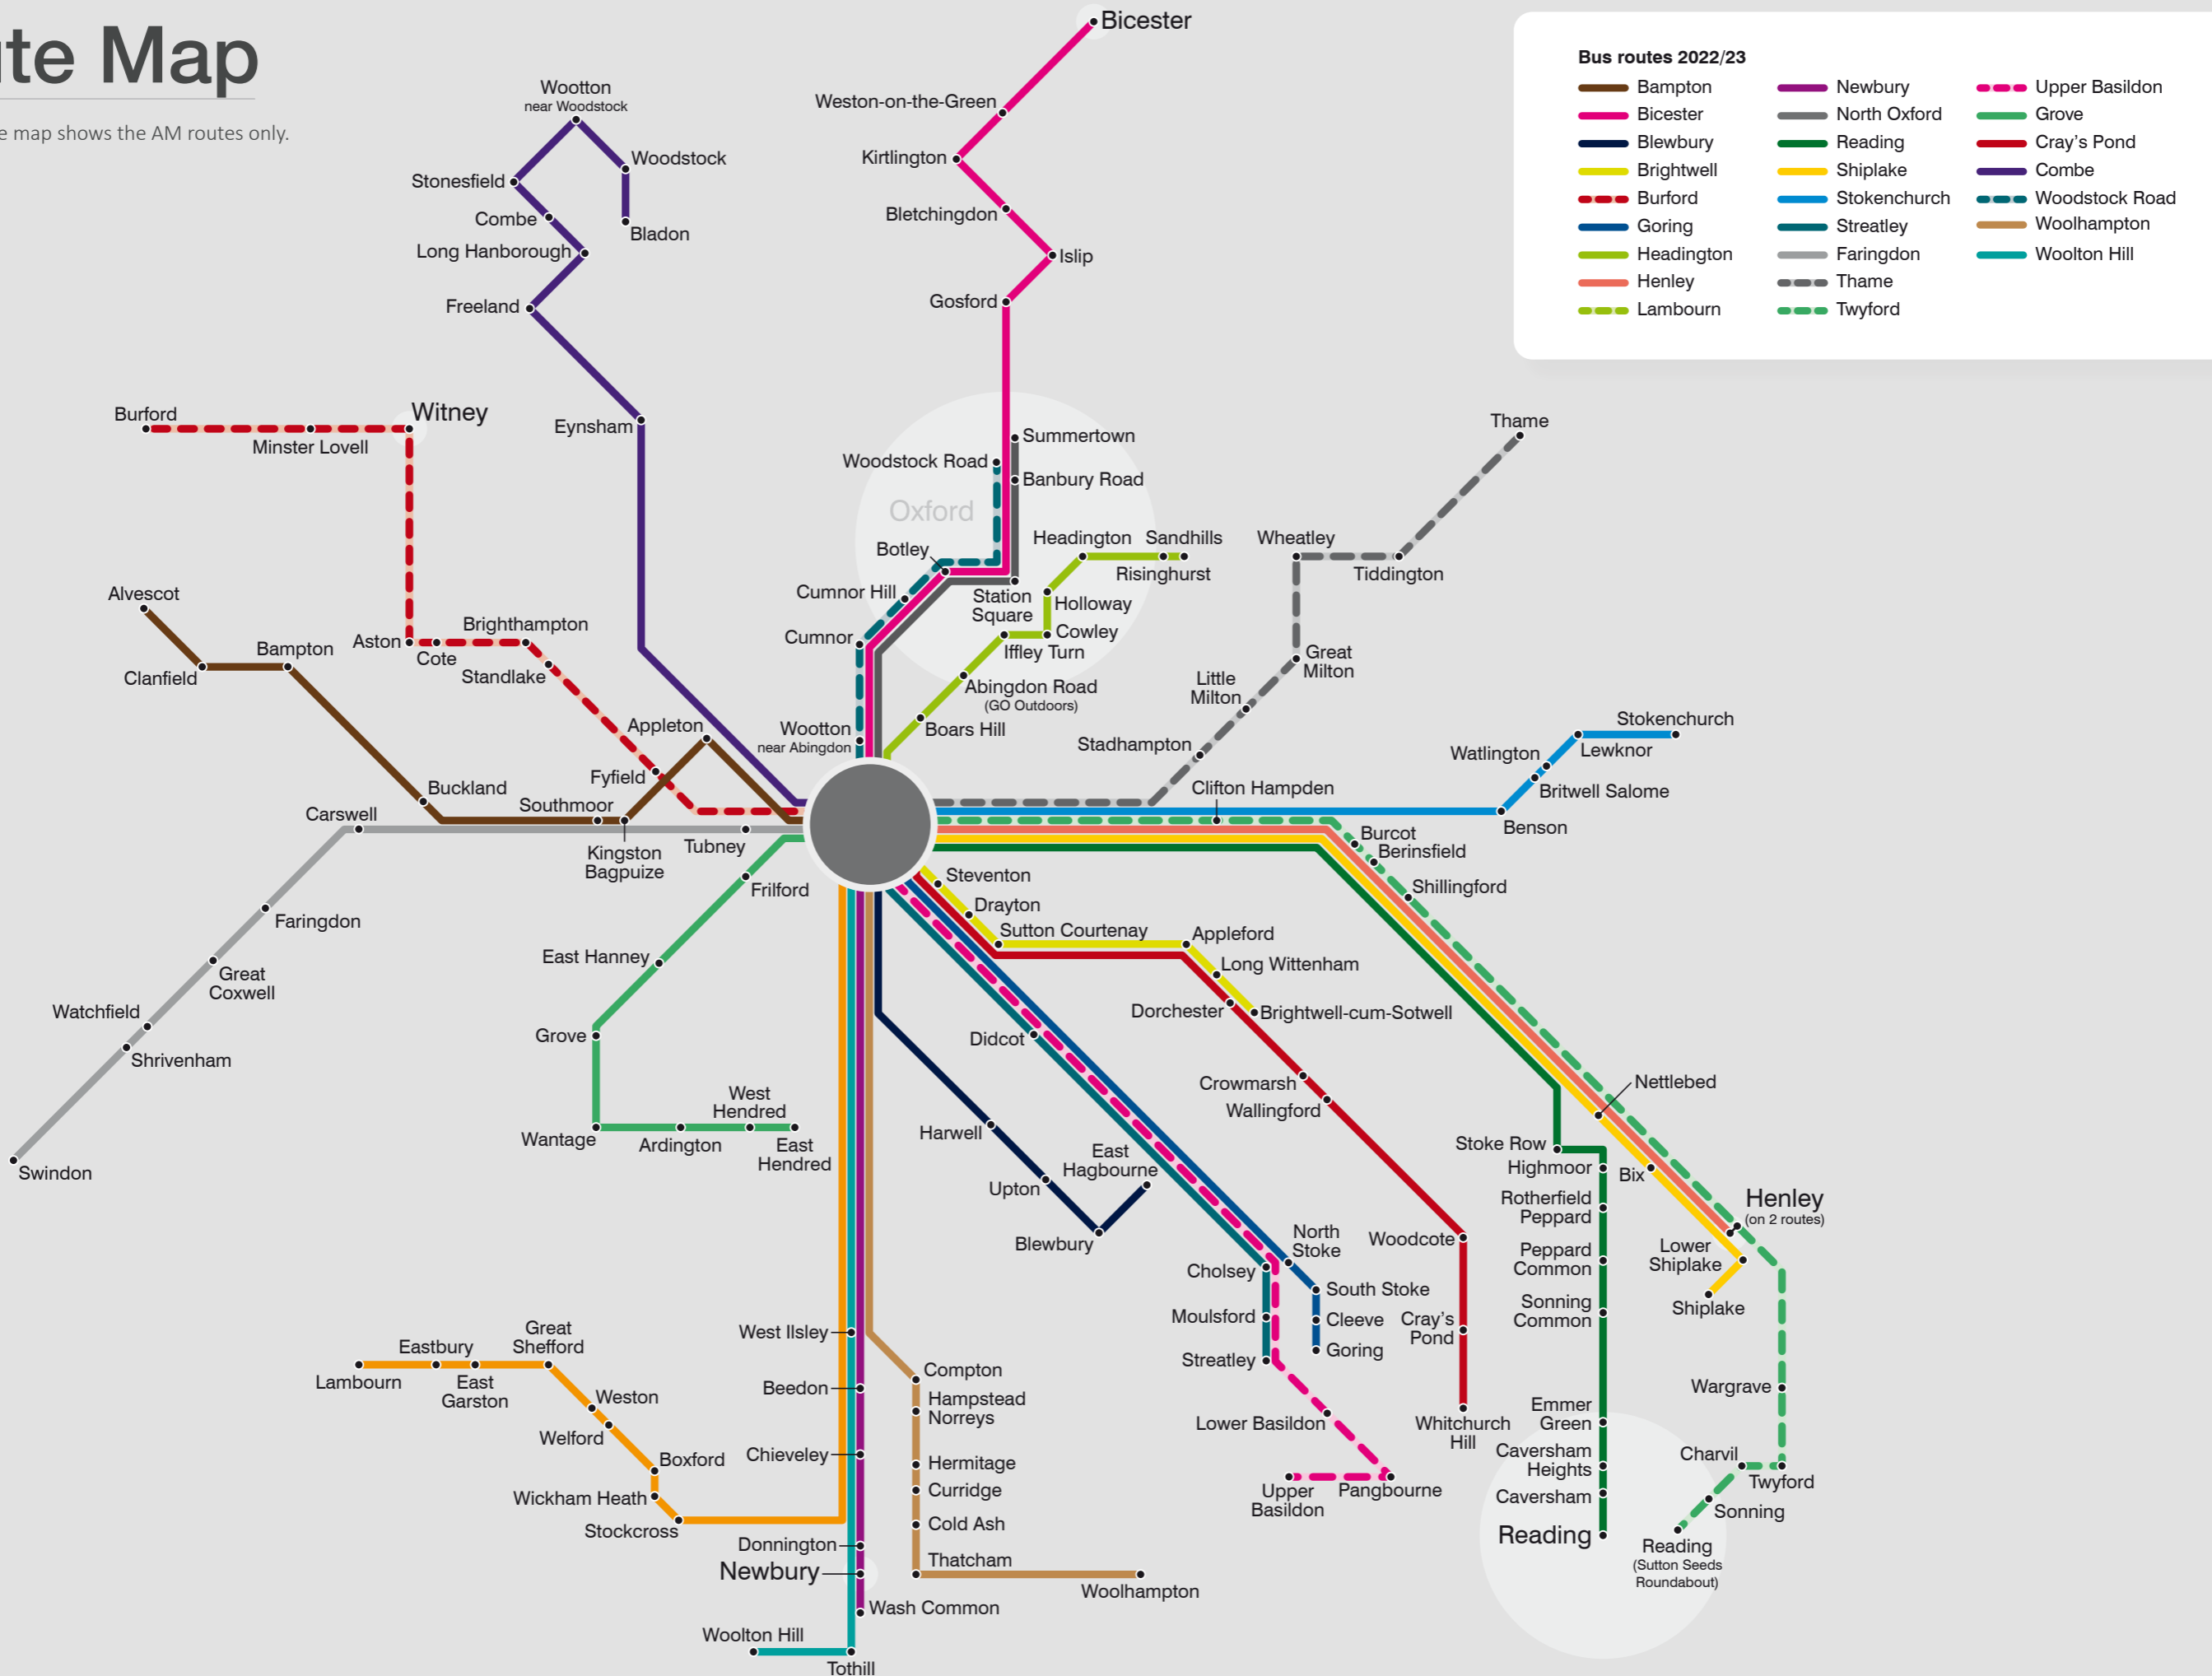 ute Map
e map shows the AM routes only.
Bus routes 2022/23
Bampton
Bicester
Blewbury
Brightwell
Burford
Goring
Headington
Henley
Lambourn
Newbury
North Oxford
Reading
Shiplake
Stokenchurch
Streatley
Faringdon
Thame
Twyford
Upper Basildon
Grove
Cray's Pond
Combe
Woodstock Road
Woolhampton
Woolton Hill
Bicester
Weston-on-the-Green
Kirtlington
Bletchingdon
Islip
Gosford
Wootton
near Woodstock
Woodstock
Stonesfield
Combe
Bladon
Long Hanborough
Freeland
Eynsham
Burford
Minster Lovell
Witney
Aston
Cote
Brighthampton
Standlake
Fyfield
Alvescot
Clanfield
Bampton
Buckland
Southmoor
Kingston
Bagpuize
Appleton
Oxford
Summertown
Woodstock Road
Banbury Road
Botley
Station
Square
Cumnor Hill
Cumnor
Wootton
near Abingdon
Headington
Sandhills
Risinghurst
Holloway
Cowley
Iffley Turn
Abingdon Road
(GO Outdoors)
Boars Hill
Thame
Wheatley
Tiddington
Great
Milton
Little
Milton
Stadhampton
Stokenchurch
Lewknor
Watlington
Britwell Salome
Benson
Clifton Hampden
Burcot
Berinsfield
Shillingford
Carswell
Tubney
Faringdon
Great
Coxwell
Watchfield
Shrivenham
Swindon
Frilford
East Hanney
Grove
Wantage
Ardington
West
Hendred
East
Hendred
Steventon
Drayton
Sutton Courtenay
Appleford
Long Wittenham
Brightwell-cum-Sotwell
Dorchester
Crowmarsh
Wallingford
Woodcote
Cray's
Pond
Whitchurch
Hill
Didcot
Harwell
Upton
Blewbury
East
Hagbourne
North
Stoke
South Stoke
Cleeve
Goring
Cholsey
Moulsford
Streatley
Lower Basildon
Pangbourne
Upper
Basildon
Nettlebed
Bix
Henley
(on 2 routes)
Lower
Shiplake
Shiplake
Stoke Row
Highmoor
Rotherfield
Peppard
Peppard
Common
Sonning
Common
Emmer
Green
Caversham
Heights
Caversham
Reading
Wargrave
Charvil
Twyford
Sonning
Reading
(Sutton Seeds
Roundabout)
West Ilsley
Beedon
Chieveley
Donnington
Newbury
Wash Common
Woolton Hill
Tothill
Compton
Hampstead
Norreys
Hermitage
Curridge
Cold Ash
Thatcham
Woolhampton
Lambourn
Eastbury
East
Garston
Great
Shefford
Weston
Welford
Boxford
Wickham Heath
Stockcross